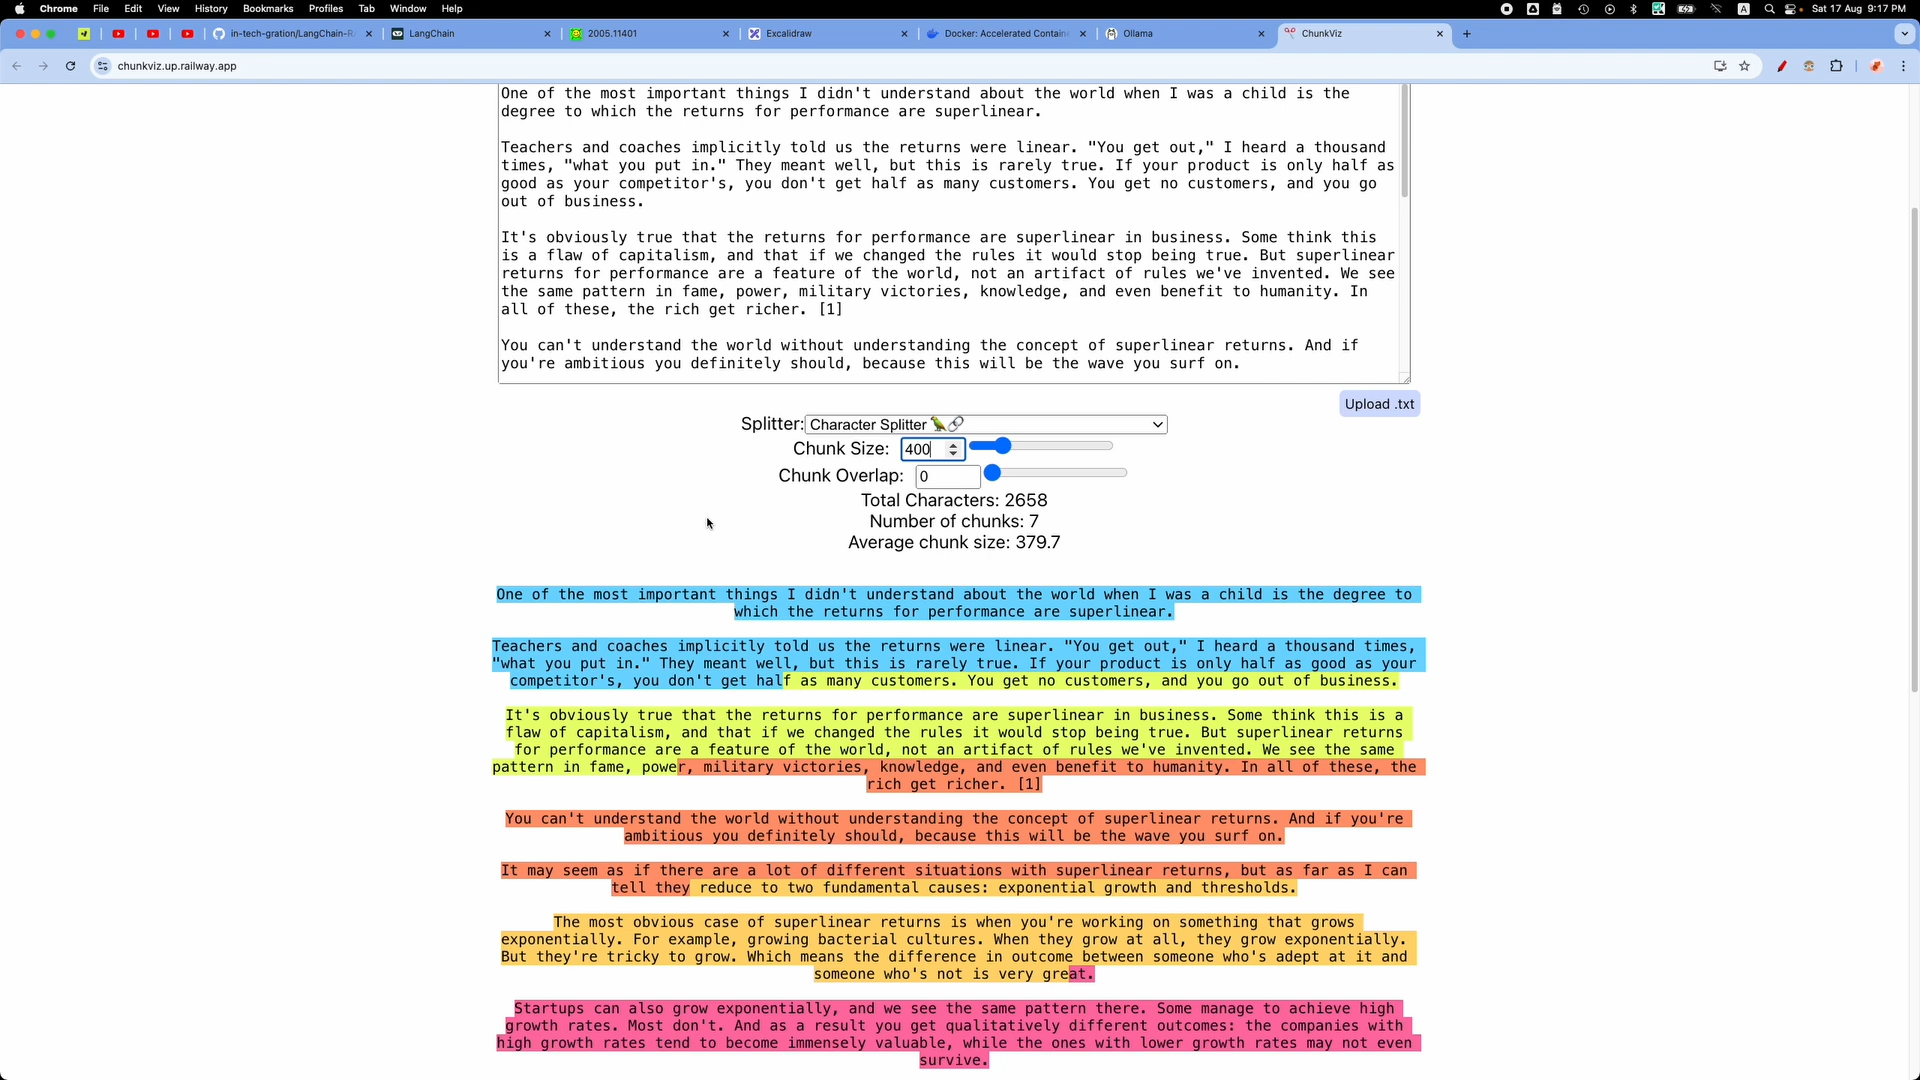 Chrome File Edit View History Bookmarks Profiles Tab Window Help A Sat 17 Aug 9:17 PM
in-tech-gration/LangChain-R LangChain 2005.11401 Excalidraw Docker: Accelerated Contain Ollama ChunkViz
chunkviz.up.railway.app
One of the most important things I didn't understand about the world when I was a child is the
degree to which the returns for performance are superlinear.
Teachers and coaches implicitly told us the returns were linear. "You get out," I heard a thousand
times, "what you put in." They meant well, but this is rarely true. If your product is only half as
good as your competitor's, you don't get half as many customers. You get no customers, and you go
out of business.
It's obviously true that the returns for performance are superlinear in business. Some think this
is a flaw of capitalism, and that if we changed the rules it would stop being true. But superlinear
returns for performance are a feature of the world, not an artifact of rules we've invented. We see
the same pattern in fame, power, military victories, knowledge, and even benefit to humanity. In
all of these, the rich get richer. [1]
You can't understand the world without understanding the concept of superlinear returns. And if
you're ambitious you definitely should, because this will be the wave you surf on.
Upload .txt
Splitter: Character Splitter 🦜🔗
Chunk Size: 400
Chunk Overlap: 0
Total Characters: 2658
Number of chunks: 7
Average chunk size: 379.7
One of the most important things I didn't understand about the world when I was a child is the degree to
which the returns for performance are superlinear.
Teachers and coaches implicitly told us the returns were linear. "You get out," I heard a thousand times,
"what you put in." They meant well, but this is rarely true. If your product is only half as good as your
competitor's, you don't get half as many customers. You get no customers, and you go out of business.
It's obviously true that the returns for performance are superlinear in business. Some think this is a
flaw of capitalism, and that if we changed the rules it would stop being true. But superlinear returns
for performance are a feature of the world, not an artifact of rules we've invented. We see the same
pattern in fame, power, military victories, knowledge, and even benefit to humanity. In all of these, the
rich get richer. [1]
You can't understand the world without understanding the concept of superlinear returns. And if you're
ambitious you definitely should, because this will be the wave you surf on.
It may seem as if there are a lot of different situations with superlinear returns, but as far as I can
tell they reduce to two fundamental causes: exponential growth and thresholds.
The most obvious case of superlinear returns is when you're working on something that grows
exponentially. For example, growing bacterial cultures. When they grow at all, they grow exponentially.
But they're tricky to grow. Which means the difference in outcome between someone who's adept at it and
someone who's not is very great.
Startups can also grow exponentially, and we see the same pattern there. Some manage to achieve high
growth rates. Most don't. And as a result you get qualitatively different outcomes: the companies with
high growth rates tend to become immensely valuable, while the ones with lower growth rates may not even
survive.